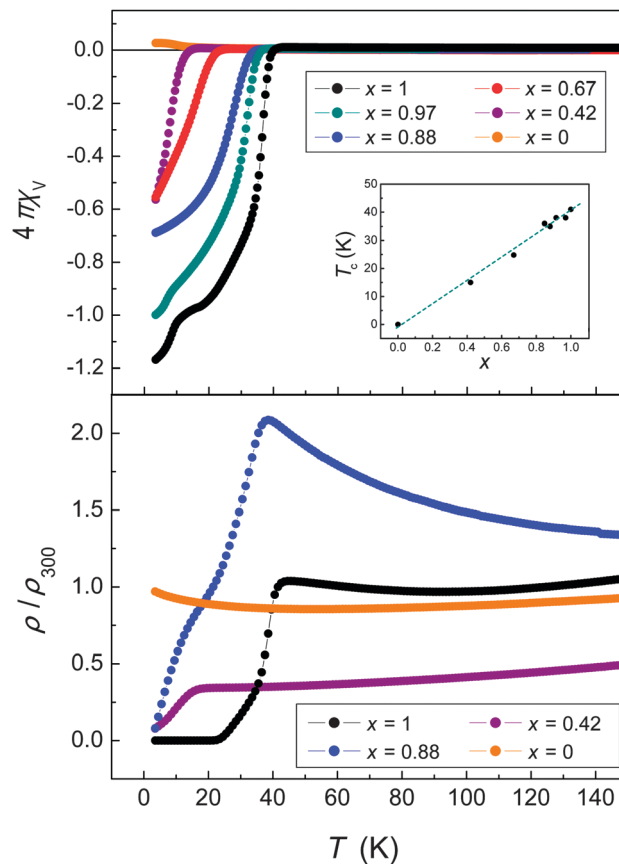 0.0
-0.2
-0.4
-0.6
-0.8
-1.0
-1.2
4 πχV
x = 1
x = 0.97
x = 0.88
x = 0.67
x = 0.42
x = 0
50
40
30
20
10
0
Tc (K)
0.0 0.2 0.4 0.6 0.8 1.0
x
2.0
1.5
1.0
0.5
0.0
ρ / ρ300
x = 1
x = 0.88
x = 0.42
x = 0
0 20 40 60 80 100 120 140
T (K)